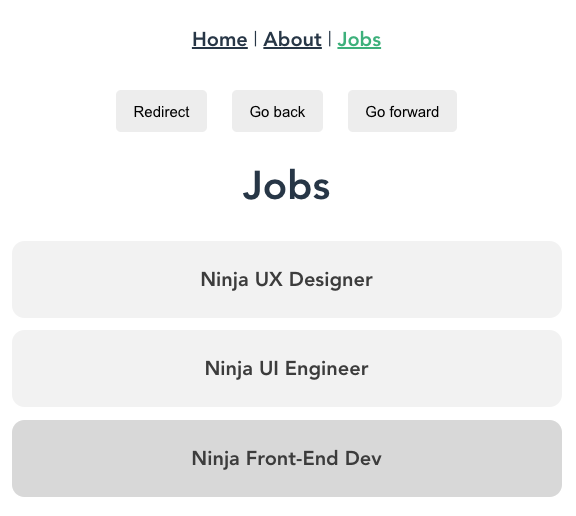 Home | About | Jobs
Redirect Go back Go forward
Jobs
Ninja UX Designer
Ninja UI Engineer
Ninja Front-End Dev